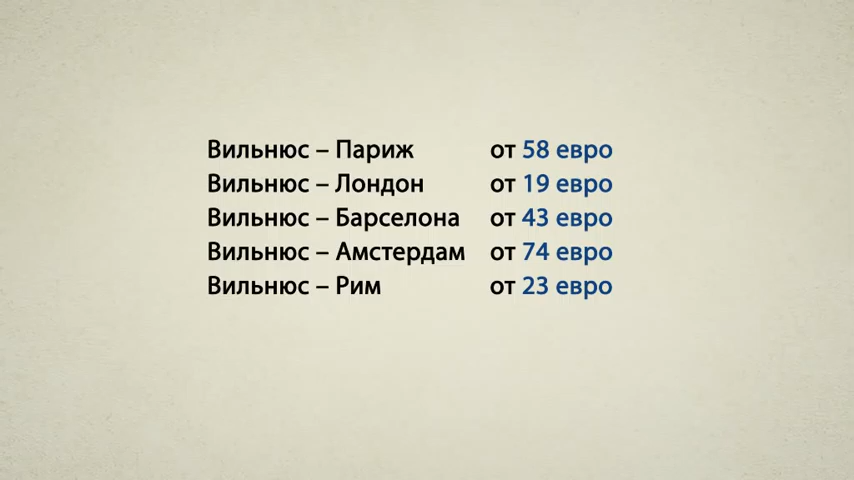 Вильнюс – Париж от 58 евро
Вильнюс – Лондон от 19 евро
Вильнюс – Барселона от 43 евро
Вильнюс – Амстердам от 74 евро
Вильнюс – Рим от 23 евро